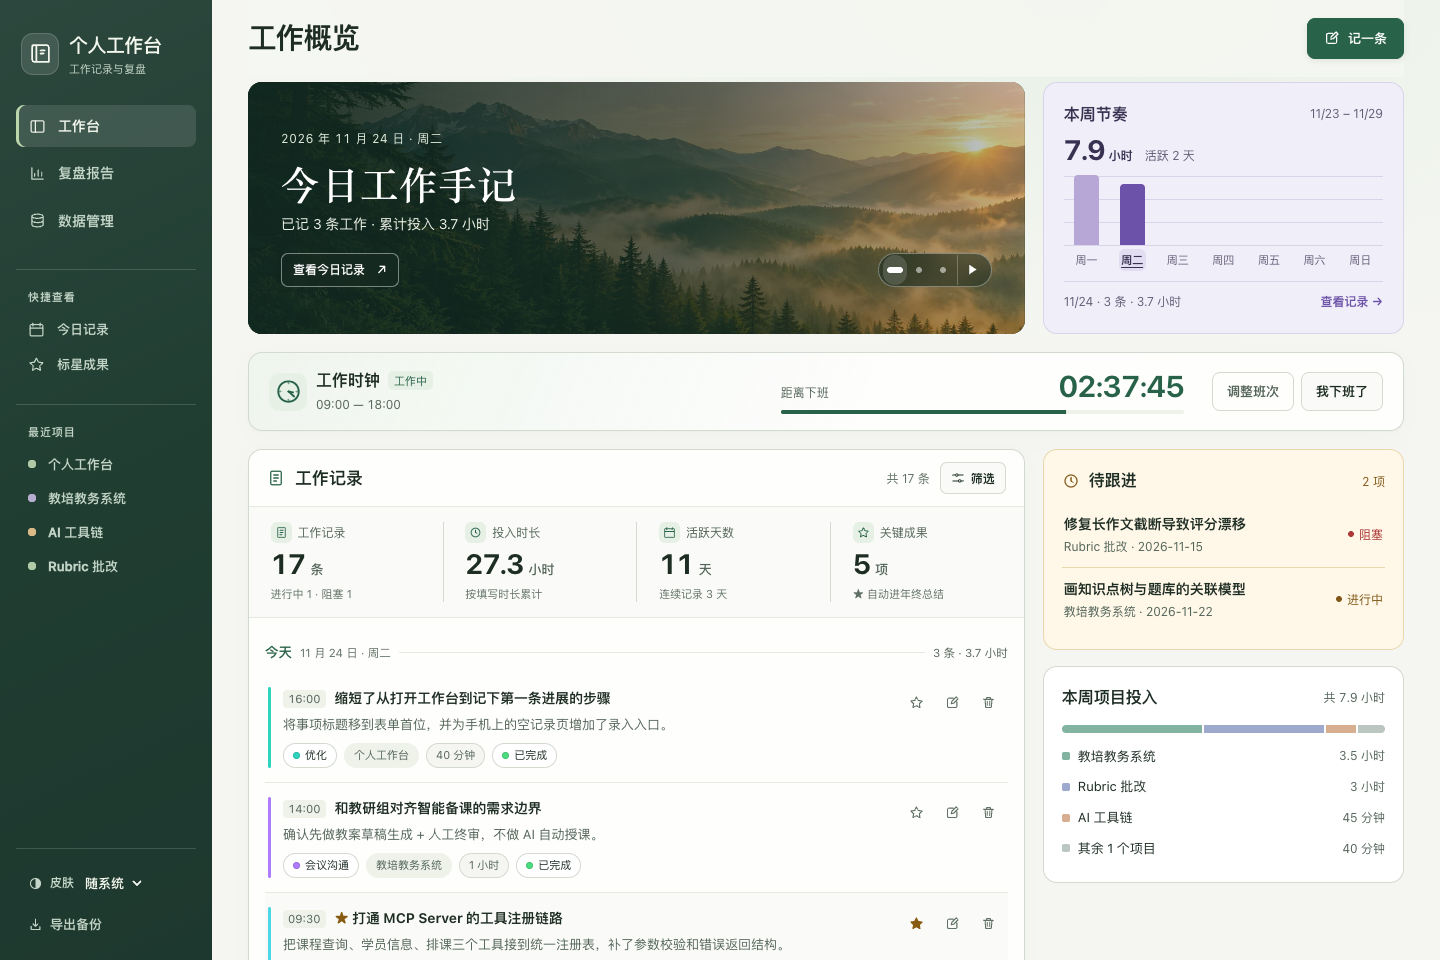 个人工作台
工作记录与复盘
工作台
复盘报告
数据管理
快捷查看
今日记录
标星成果
最近项目
个人工作台
教培教务系统
AI 工具链
Rubric 批改
皮肤 随系统
导出备份
工作概览
记一条
2026 年 11 月 24 日 · 周二
今日工作手记
已记 3 条工作 · 累计投入 3.7 小时
查看今日记录
本周节奏 11/23 – 11/29
7.9 小时 活跃 2 天
周一 周二 周三 周四 周五 周六 周日
11/24 · 3 条 · 3.7 小时 查看记录
工作时钟 工作中
09:00 — 18:00
距离下班 02:37:45
调整班次 我下班了
工作记录 共 17 条 筛选
工作记录 投入时长 活跃天数 关键成果
17 条 27.3 小时 11 天 5 项
进行中 1 · 阻塞 1 按填写时长累计 连续记录 3 天 ★ 自动进年终总结
今天 11 月 24 日 · 周二 3 条 · 3.7 小时
16:00 缩短了从打开工作台到记下第一条进展的步骤
将事项标题移到表单首位，并为手机上的空记录页增加了录入入口。
优化 个人工作台 40 分钟 已完成
14:00 和教研组对齐智能备课的需求边界
确认先做教案草稿生成 + 人工终审，不做 AI 自动授课。
会议沟通 教培教务系统 1 小时 已完成
09:30 ★ 打通 MCP Server 的工具注册链路
把课程查询、学员信息、排课三个工具接到统一注册表，补了参数校验和错误返回结构。
待跟进 2 项
修复长作文截断导致评分漂移
Rubric 批改 · 2026-11-15 阻塞
画知识点树与题库的关联模型
教培教务系统 · 2026-11-22 进行中
本周项目投入 共 7.9 小时
教培教务系统 3.5 小时
Rubric 批改 3 小时
AI 工具链 45 分钟
其余 1 个项目 40 分钟